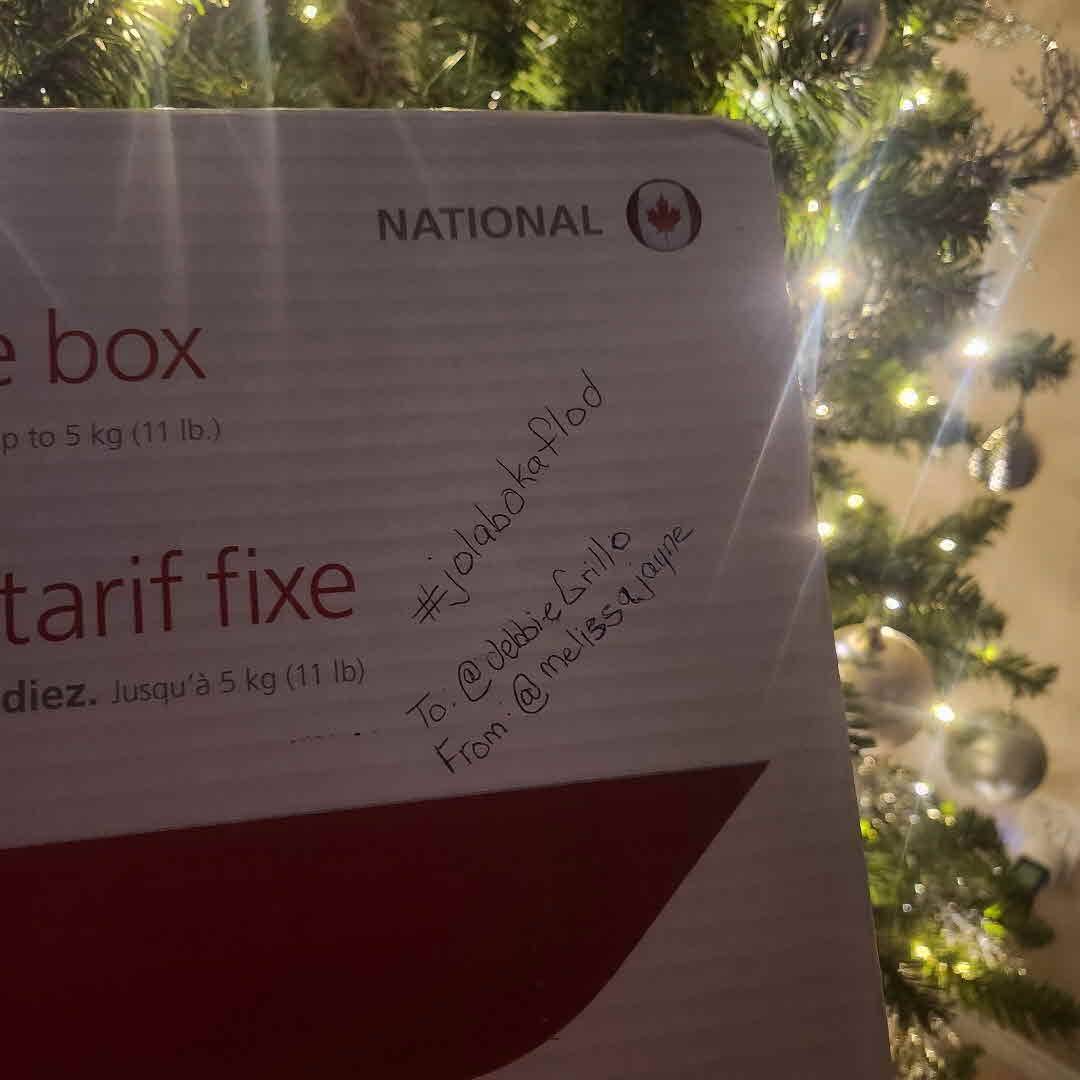 NATIONAL
e box
p to 5 kg (11 lb.)
#jolabokaflod
tarif fixe
diez. Jusqu'à 5 kg (11 lb)
To: @debbieGrillo
From: @melissajayne